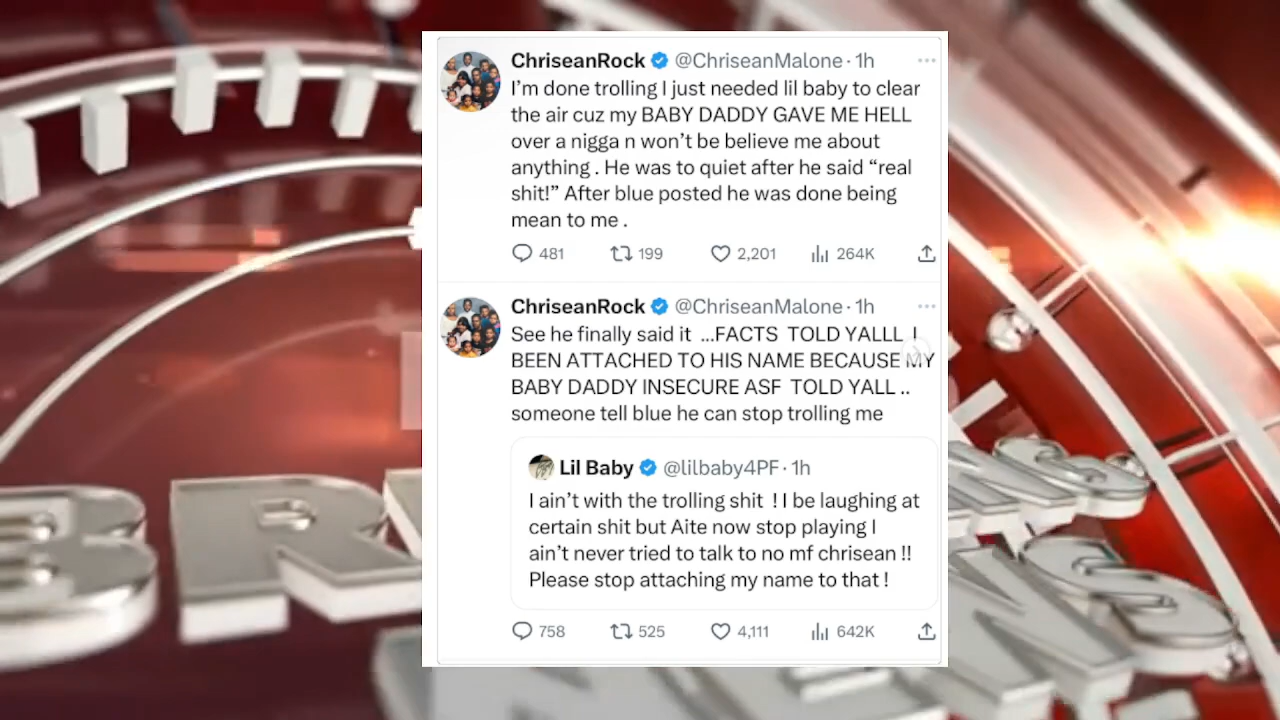 ChriseanRock @ChriseanMalone · 1h
I'm done trolling I just needed lil baby to clear
the air cuz my BABY DADDY GAVE ME HELL
over a nigga n won't be believe me about
anything . He was to quiet after he said “real
shit!” After blue posted he was done being
mean to me .
481 199 2,201 264K
ChriseanRock @ChriseanMalone · 1h
See he finally said it ...FACTS TOLD YALLL I
BEEN ATTACHED TO HIS NAME BECAUSE MY
BABY DADDY INSECURE ASF TOLD YALL ..
someone tell blue he can stop trolling me
Lil Baby @lilbaby4PF · 1h
I ain't with the trolling shit ! I be laughing at
certain shit but Aite now stop playing I
ain't never tried to talk to no mf chrisean !!
Please stop attaching my name to that !
758 525 4,111 642K